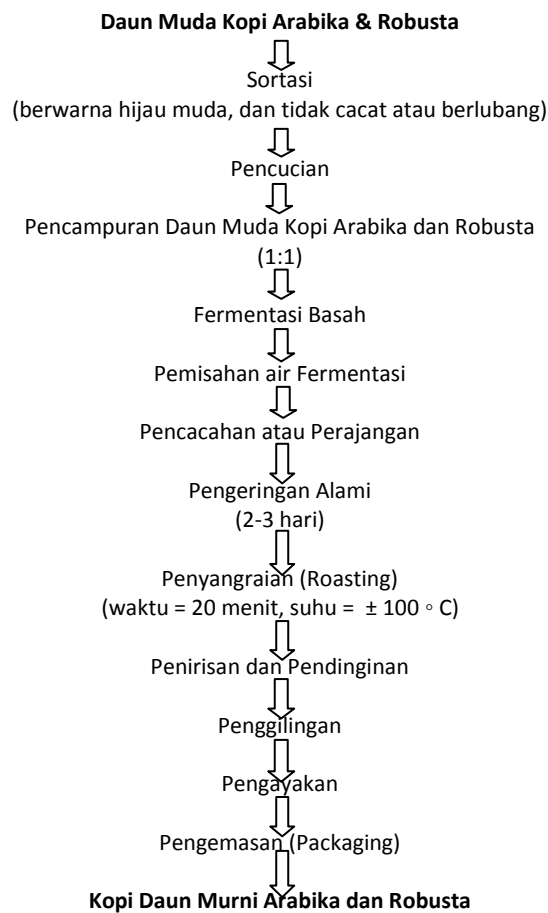 Daun Muda Kopi Arabika & Robusta
Sortasi
(berwarna hijau muda, dan tidak cacat atau berlubang)
Pencucian
Pencampuran Daun Muda Kopi Arabika dan Robusta
(1:1)
Fermentasi Basah
Pemisahan air Fermentasi
Pencacahan atau Perajangan
Pengeringan Alami
(2-3 hari)
Penyangraian (Roasting)
(waktu = 20 menit, suhu = ± 100 ◦ C)
Penirisan dan Pendinginan
Penggilingan
Pengayakan
Pengemasan (Packaging)
Kopi Daun Murni Arabika dan Robusta